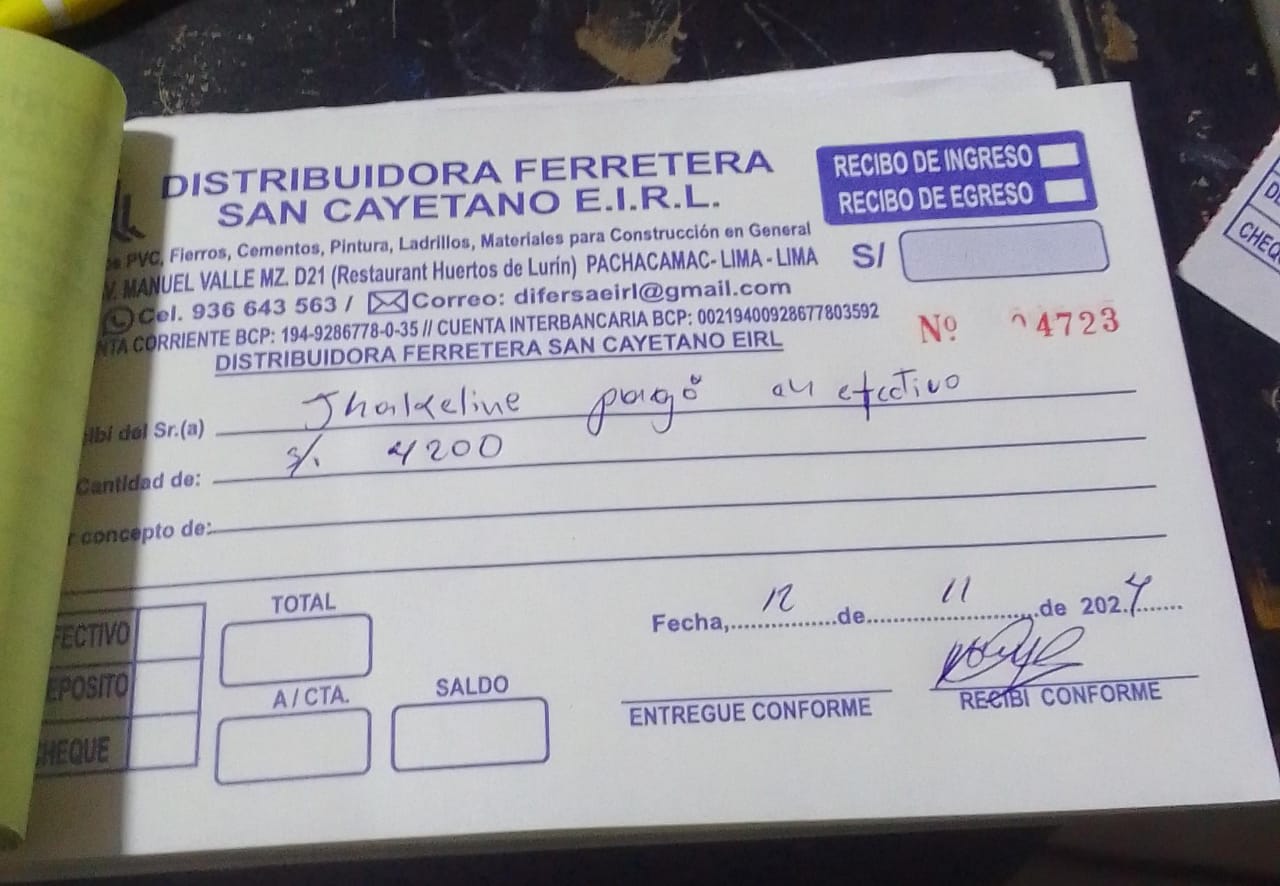 DISTRIBUIDORA FERRETERA
SAN CAYETANO E.I.R.L.
PVC, Fierros, Cementos, Pintura, Ladrillos, Materiales para Construcción en General
MANUEL VALLE MZ. D21 (Restaurant Huertos de Lurín) PACHACAMAC- LIMA - LIMA
Cel. 936 643 563 / Correo: difersaeirl@gmail.com
CORRIENTE BCP: 194-9286778-0-35 // CUENTA INTERBANCARIA BCP: 00219400928677803592
DISTRIBUIDORA FERRETERA SAN CAYETANO EIRL
RECIBO DE INGRESO
RECIBO DE EGRESO
S/
Nº 04723
ibí del Sr.(a) pagó en efectivo
Cantidad de: S/. 4200
concepto de:
FECTIVO
EPOSITO
HEQUE
TOTAL
A / CTA.
SALDO
Fecha, 12 de 11 de 2024
ENTREGUE CONFORME
RECIBI CONFORME
CHEQ